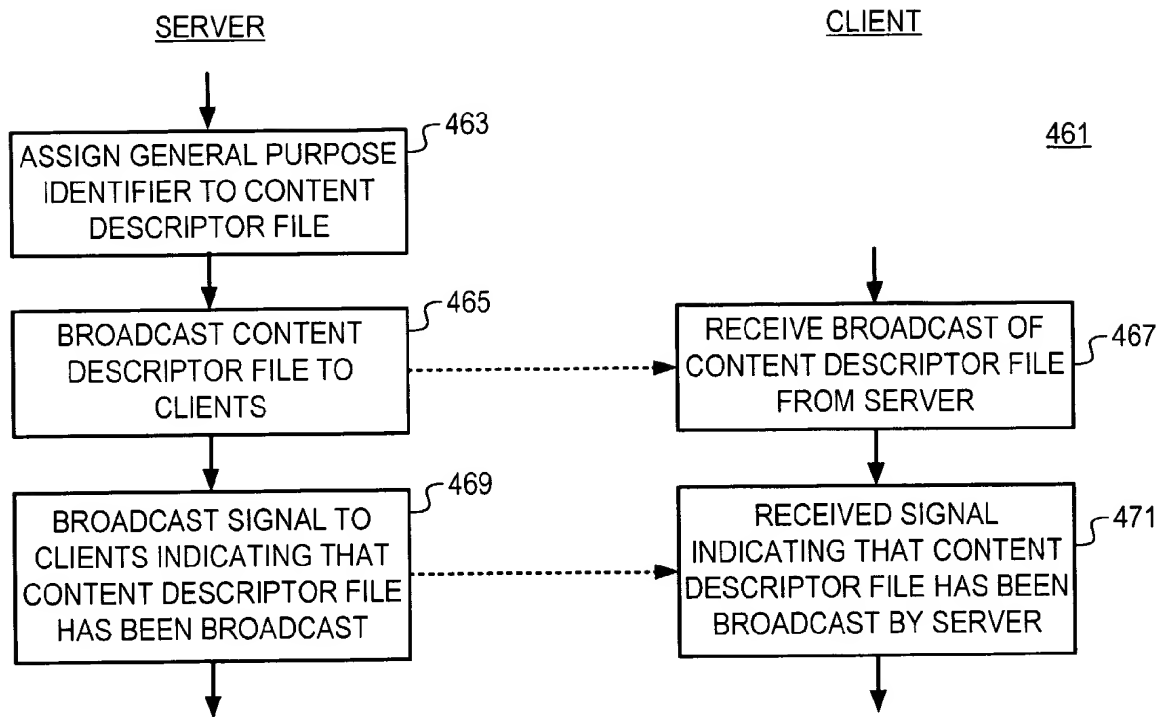 SERVER
CLIENT
463
461
ASSIGN GENERAL PURPOSE
IDENTIFIER TO CONTENT
DESCRIPTOR FILE
465
BROADCAST CONTENT
DESCRIPTOR FILE TO
CLIENTS
RECEIVE BROADCAST OF
CONTENT DESCRIPTOR FILE
FROM SERVER
467
469
BROADCAST SIGNAL TO
CLIENTS INDICATING THAT
CONTENT DESCRIPTOR FILE
HAS BEEN BROADCAST
RECEIVED SIGNAL
INDICATING THAT CONTENT
DESCRIPTOR FILE HAS BEEN
BROADCAST BY SERVER
471